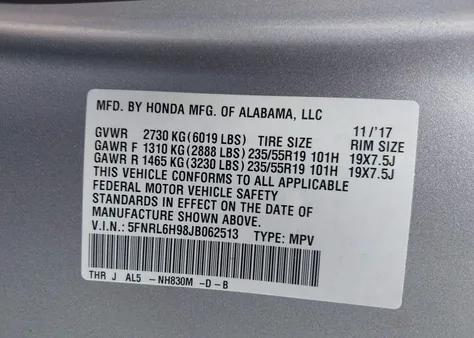 MFD. BY HONDA MFG. OF ALABAMA, LLC
GVWR 2730 KG(6019 LBS) TIRE SIZE 11/'17 RIM SIZE
GAWR F 1310 KG(2888 LBS) 235/55R19 101H 19X7.5J
GAWR R 1465 KG(3230 LBS) 235/55R19 101H 19X7.5J
THIS VEHICLE CONFORMS TO ALL APPLICABLE
FEDERAL MOTOR VEHICLE SAFETY
STANDARDS IN EFFECT ON THE DATE OF
MANUFACTURE SHOWN ABOVE.
V.I.N.: 5FNRL6H98JB062513 TYPE: MPV
THR J AL5 -NH830M -D-B